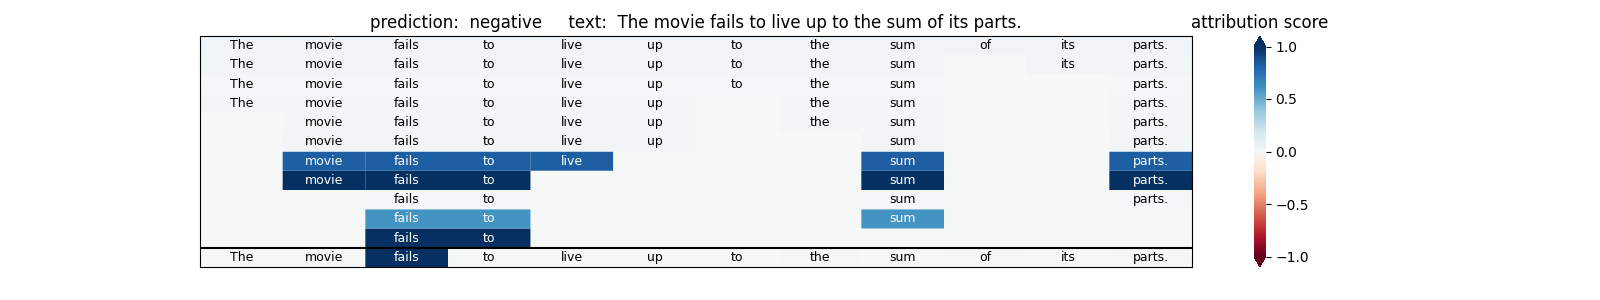 prediction:  negative     text:  The movie fails to live up to the sum of its parts.     attribution score
The movie fails to live up to the sum of its parts.
The movie fails to live up to the sum its parts.
The movie fails to live up to the sum parts.
The movie fails to live up the sum parts.
movie fails to live up the sum parts.
movie fails to live up sum parts.
movie fails to live sum parts.
movie fails to sum parts.
fails to sum parts.
fails to sum
fails to
The movie fails to live up to the sum of its parts.
1.0
0.5
0.0
−0.5
−1.0